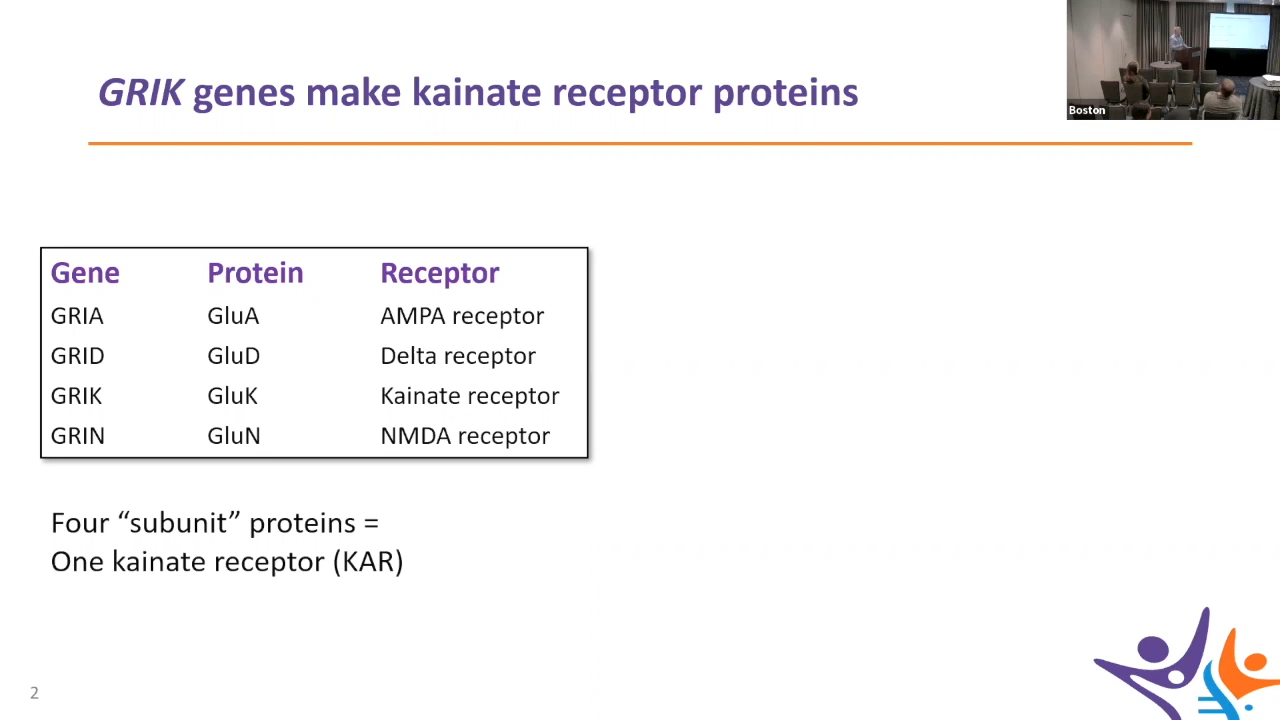 GRIK genes make kainate receptor proteins
Boston
Gene Protein Receptor
GRIA GluA AMPA receptor
GRID GluD Delta receptor
GRIK GluK Kainate receptor
GRIN GluN NMDA receptor
Four “subunit” proteins =
One kainate receptor (KAR)
2